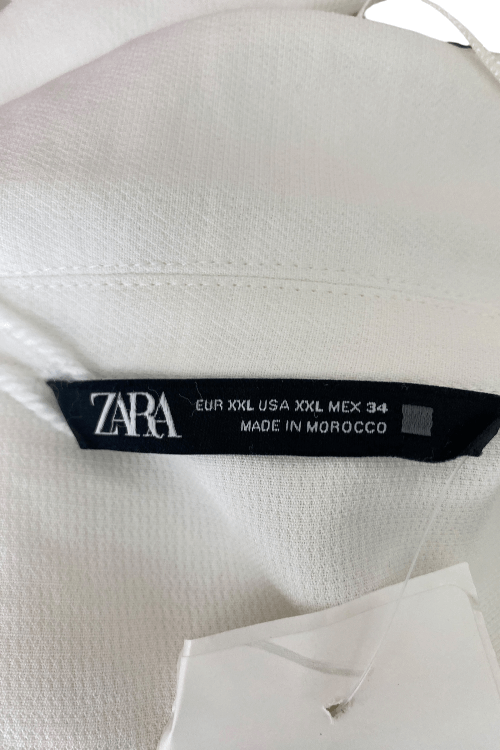 ZARA
EUR XXL USA XXL MEX 34
MADE IN MOROCCO